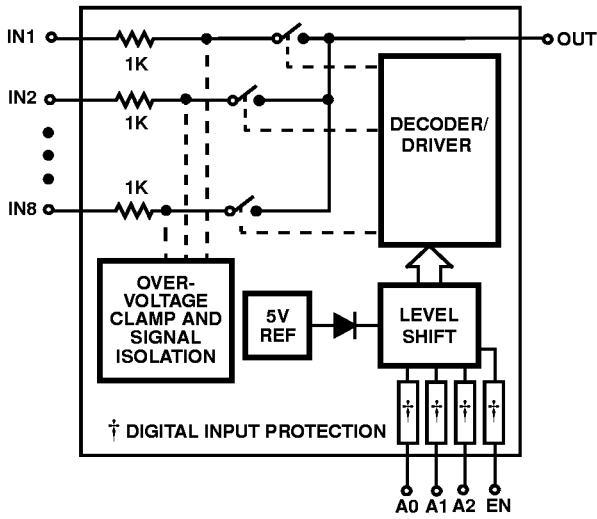 IN1
1K
OUT
IN2
1K
DECODER/
DRIVER
1K
IN8
OVER-
VOLTAGE
CLAMP AND
SIGNAL
ISOLATION
5V
REF
LEVEL
SHIFT
† † † †
† DIGITAL INPUT PROTECTION
A0 A1 A2 EN